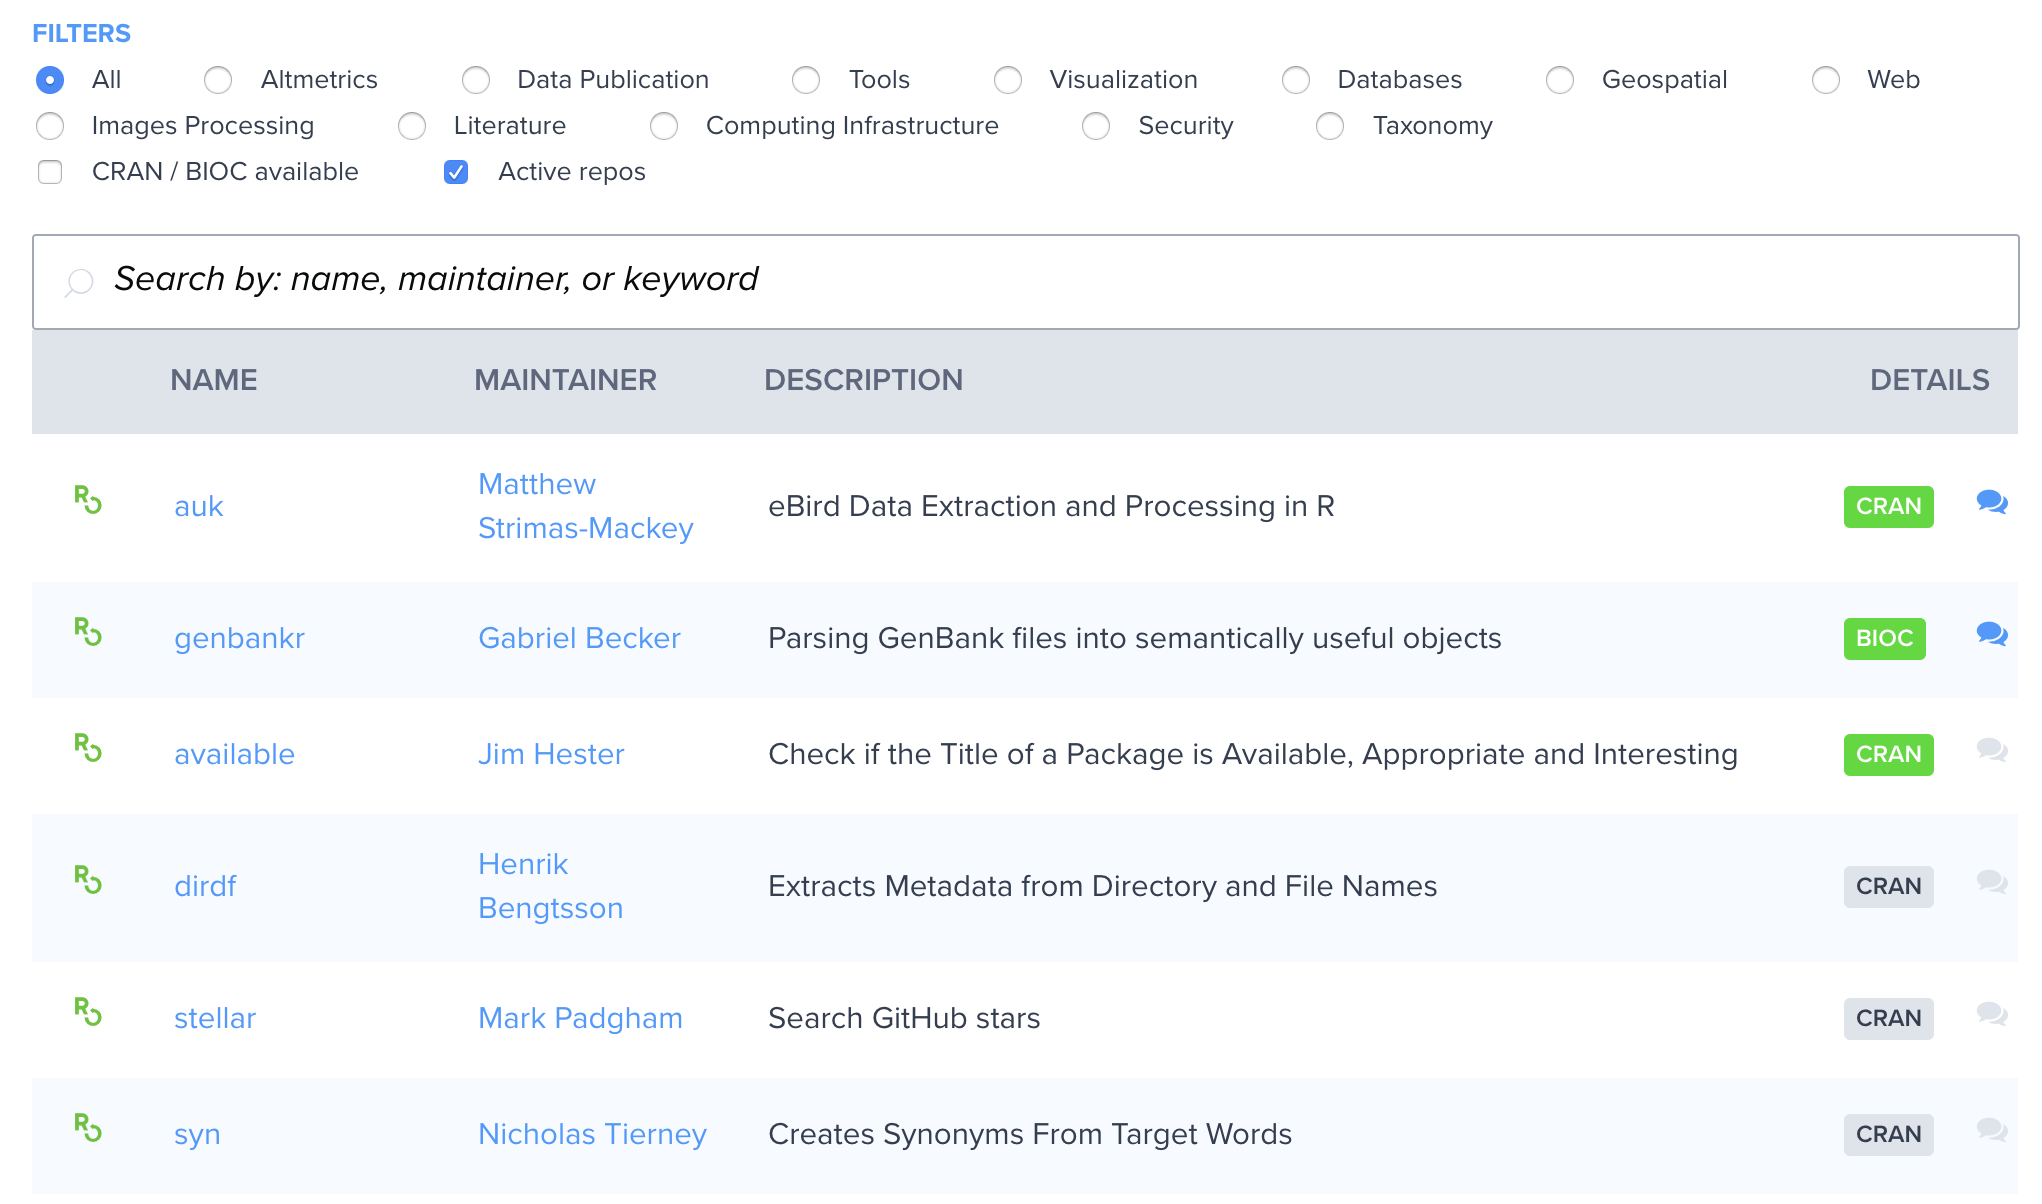 FILTERS
All Altmetrics Data Publication Tools Visualization Databases Geospatial Web
Images Processing Literature Computing Infrastructure Security Taxonomy
CRAN / BIOC available Active repos
Search by: name, maintainer, or keyword
NAME MAINTAINER DESCRIPTION DETAILS
auk Matthew Strimas-Mackey eBird Data Extraction and Processing in R CRAN
genbankr Gabriel Becker Parsing GenBank files into semantically useful objects BIOC
available Jim Hester Check if the Title of a Package is Available, Appropriate and Interesting CRAN
dirdf Henrik Bengtsson Extracts Metadata from Directory and File Names CRAN
stellar Mark Padgham Search GitHub stars CRAN
syn Nicholas Tierney Creates Synonyms From Target Words CRAN